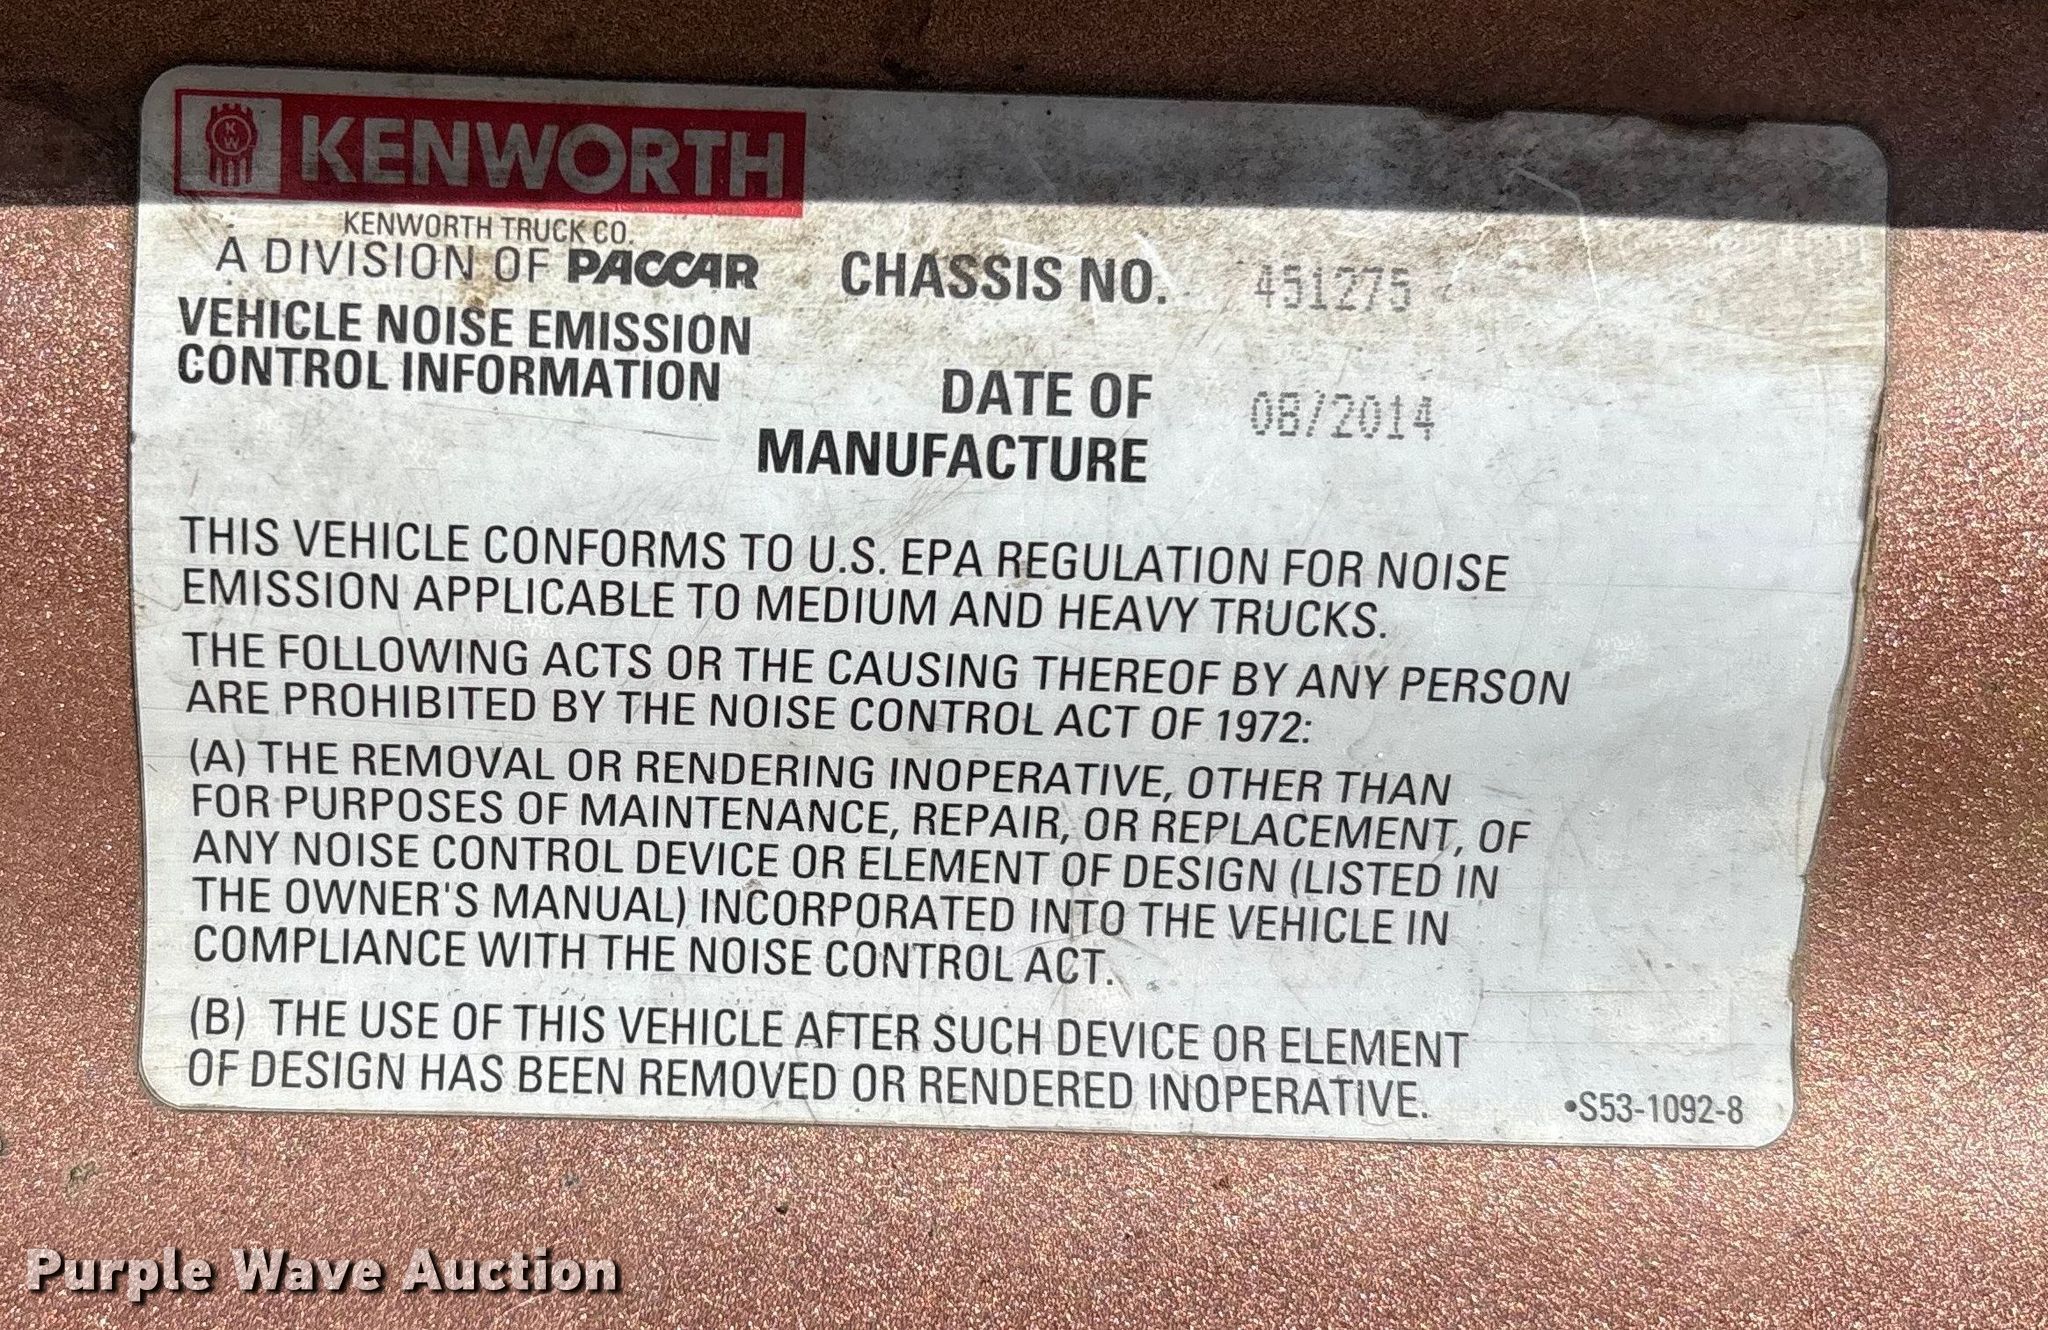 KW KENWORTH
KENWORTH TRUCK CO.
A DIVISION OF PACCAR
VEHICLE NOISE EMISSION
CONTROL INFORMATION
CHASSIS NO. 451275
DATE OF
MANUFACTURE
08/2014
THIS VEHICLE CONFORMS TO U.S. EPA REGULATION FOR NOISE
EMISSION APPLICABLE TO MEDIUM AND HEAVY TRUCKS.
THE FOLLOWING ACTS OR THE CAUSING THEREOF BY ANY PERSON
ARE PROHIBITED BY THE NOISE CONTROL ACT OF 1972:
(A) THE REMOVAL OR RENDERING INOPERATIVE, OTHER THAN
FOR PURPOSES OF MAINTENANCE, REPAIR, OR REPLACEMENT, OF
ANY NOISE CONTROL DEVICE OR ELEMENT OF DESIGN (LISTED IN
THE OWNER'S MANUAL) INCORPORATED INTO THE VEHICLE IN
COMPLIANCE WITH THE NOISE CONTROL ACT.
(B) THE USE OF THIS VEHICLE AFTER SUCH DEVICE OR ELEMENT
OF DESIGN HAS BEEN REMOVED OR RENDERED INOPERATIVE.
•S53-1092-8
Purple Wave Auction